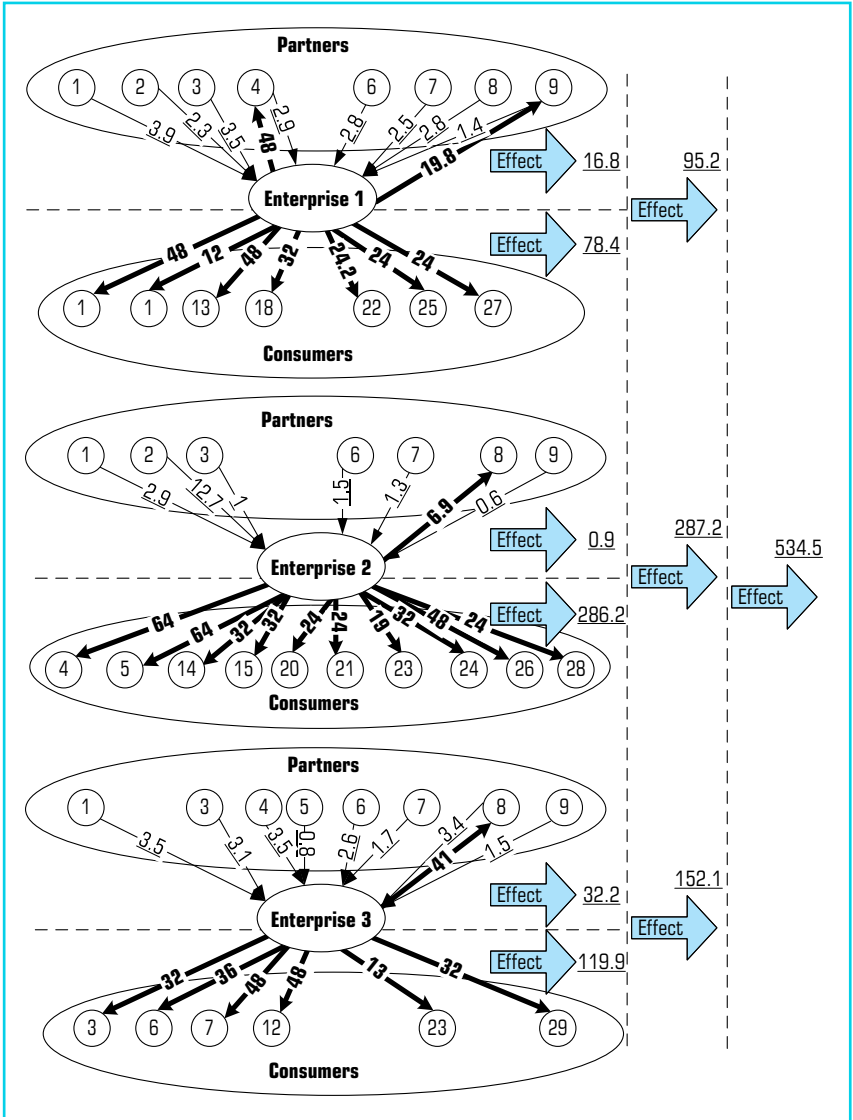 Partners
1 2 3 4 6 7 8 9
3.9 2.3 3.5 48 2.9 2.8 2.5 2.8 1.4 19.8
Effect 16.8 95.2
Enterprise 1
Effect
Effect 78.4
48 12 48 32 24.2 24 24
1 1 13 18 22 25 27
Consumers
Partners
1 2 3 6 7 8 9
2.9 12.7 1 1.5 1.3 6.9 0.6
Effect 0.9 287.2 534.5
Enterprise 2
Effect
Effect
Effect 286.2
64 64 32 32 24 24 19 32 48 24
4 5 14 15 20 21 23 24 26 28
Consumers
Partners
1 3 4 5 6 7 8 9
3.5 3.1 3.5 0.8 2.6 1.7 3.4 41 1.5
Effect 32.2 152.1
Enterprise 3
Effect
Effect 119.9
32 36 48 48 13 32
3 6 7 12 23 29
Consumers